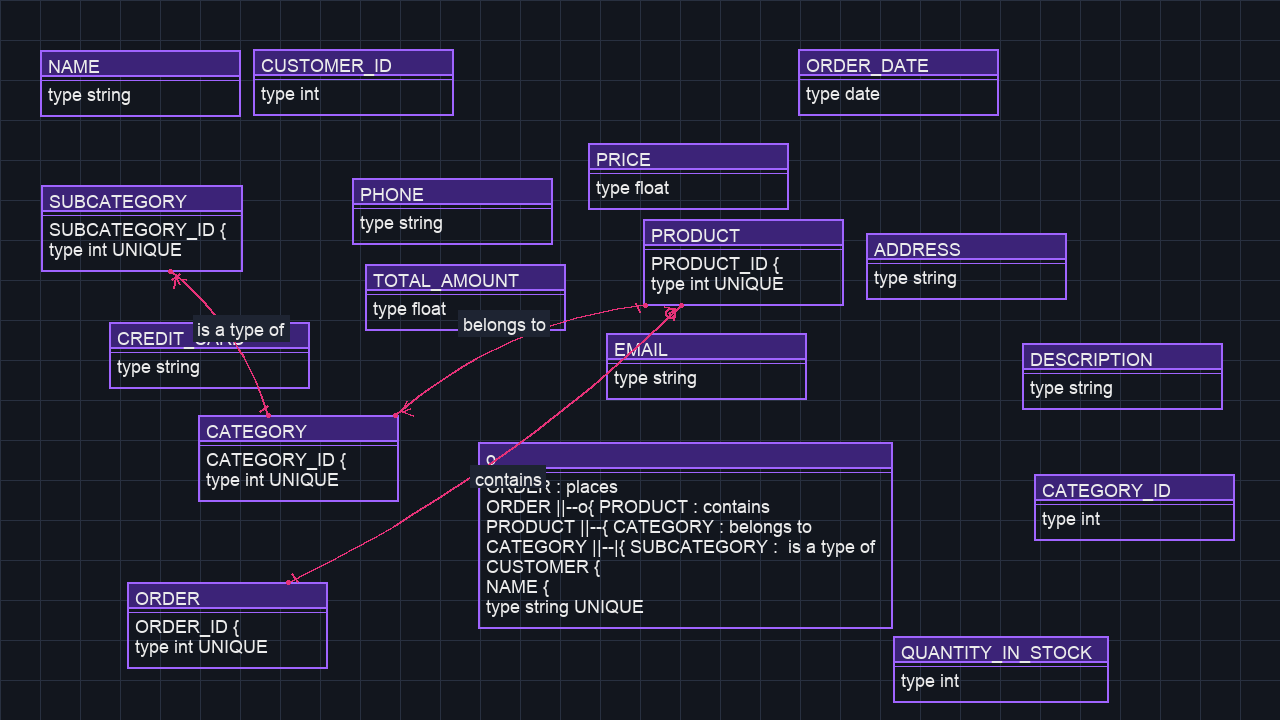 NAME
type string
CUSTOMER_ID
type int
ORDER_DATE
type date
PRICE
type float
SUBCATEGORY
SUBCATEGORY_ID {
type int UNIQUE
PHONE
type string
PRODUCT
PRODUCT_ID {
type int UNIQUE
ADDRESS
type string
TOTAL_AMOUNT
type float
belongs to
is a type of
CREDIT_CARD
type string
EMAIL
type string
DESCRIPTION
type string
CATEGORY
CATEGORY_ID {
type int UNIQUE
o
contains
ORDER : places
ORDER ||--o{ PRODUCT : contains
PRODUCT ||--{ CATEGORY : belongs to
CATEGORY ||--|{ SUBCATEGORY :  is a type of
CUSTOMER {
NAME {
type string UNIQUE
CATEGORY_ID
type int
ORDER
ORDER_ID {
type int UNIQUE
QUANTITY_IN_STOCK
type int